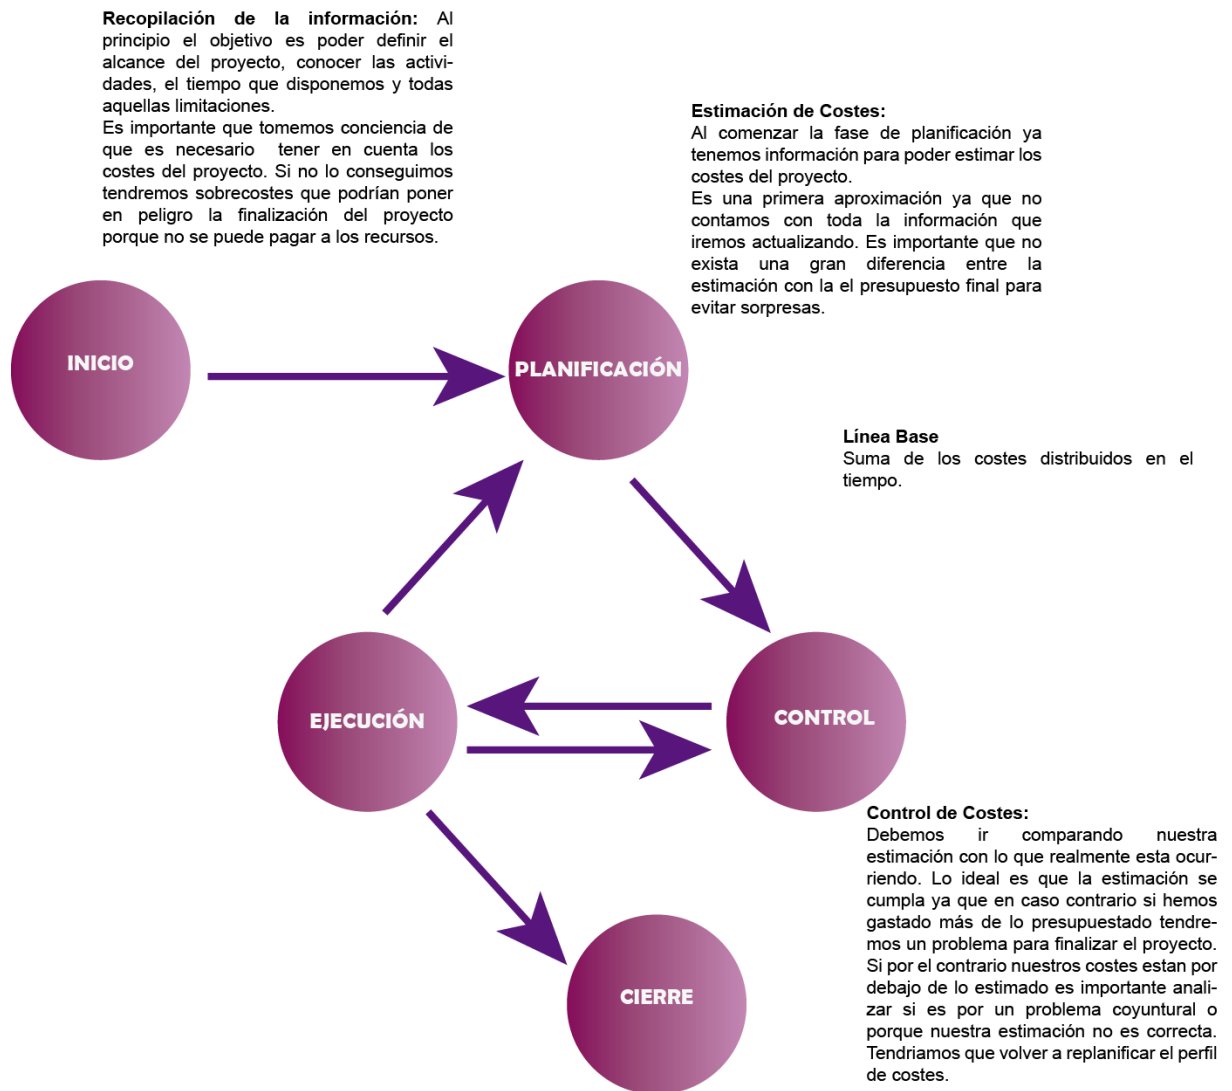 Recopilación de la información: Al
principio el objetivo es poder definir el
alcance del proyecto, conocer las activi-
dades, el tiempo que disponemos y todas
aquellas limitaciones.
Es importante que tomemos conciencia de
que es necesario tener en cuenta los
costes del proyecto. Si no lo conseguimos
tendremos sobrecostes que podrían poner
en peligro la finalización del proyecto
porque no se puede pagar a los recursos.
Estimación de Costes:
Al comenzar la fase de planificación ya
tenemos información para poder estimar los
costes del proyecto.
Es una primera aproximación ya que no
contamos con toda la información que
iremos actualizando. Es importante que no
exista una gran diferencia entre la
estimación con la el presupuesto final para
evitar sorpresas.
INICIO
PLANIFICACIÓN
Línea Base
Suma de los costes distribuidos en el
tiempo.
EJECUCIÓN
CONTROL
Control de Costes:
Debemos ir comparando nuestra
estimación con lo que realmente esta ocur-
riendo. Lo ideal es que la estimación se
cumpla ya que en caso contrario si hemos
gastado más de lo presupuestado tendre-
mos un problema para finalizar el proyecto.
Si por el contrario nuestros costes estan por
debajo de lo estimado es importante anali-
zar si es por un problema coyuntural o
porque nuestra estimación no es correcta.
Tendriamos que volver a replanificar el perfil
de costes.
CIERRE